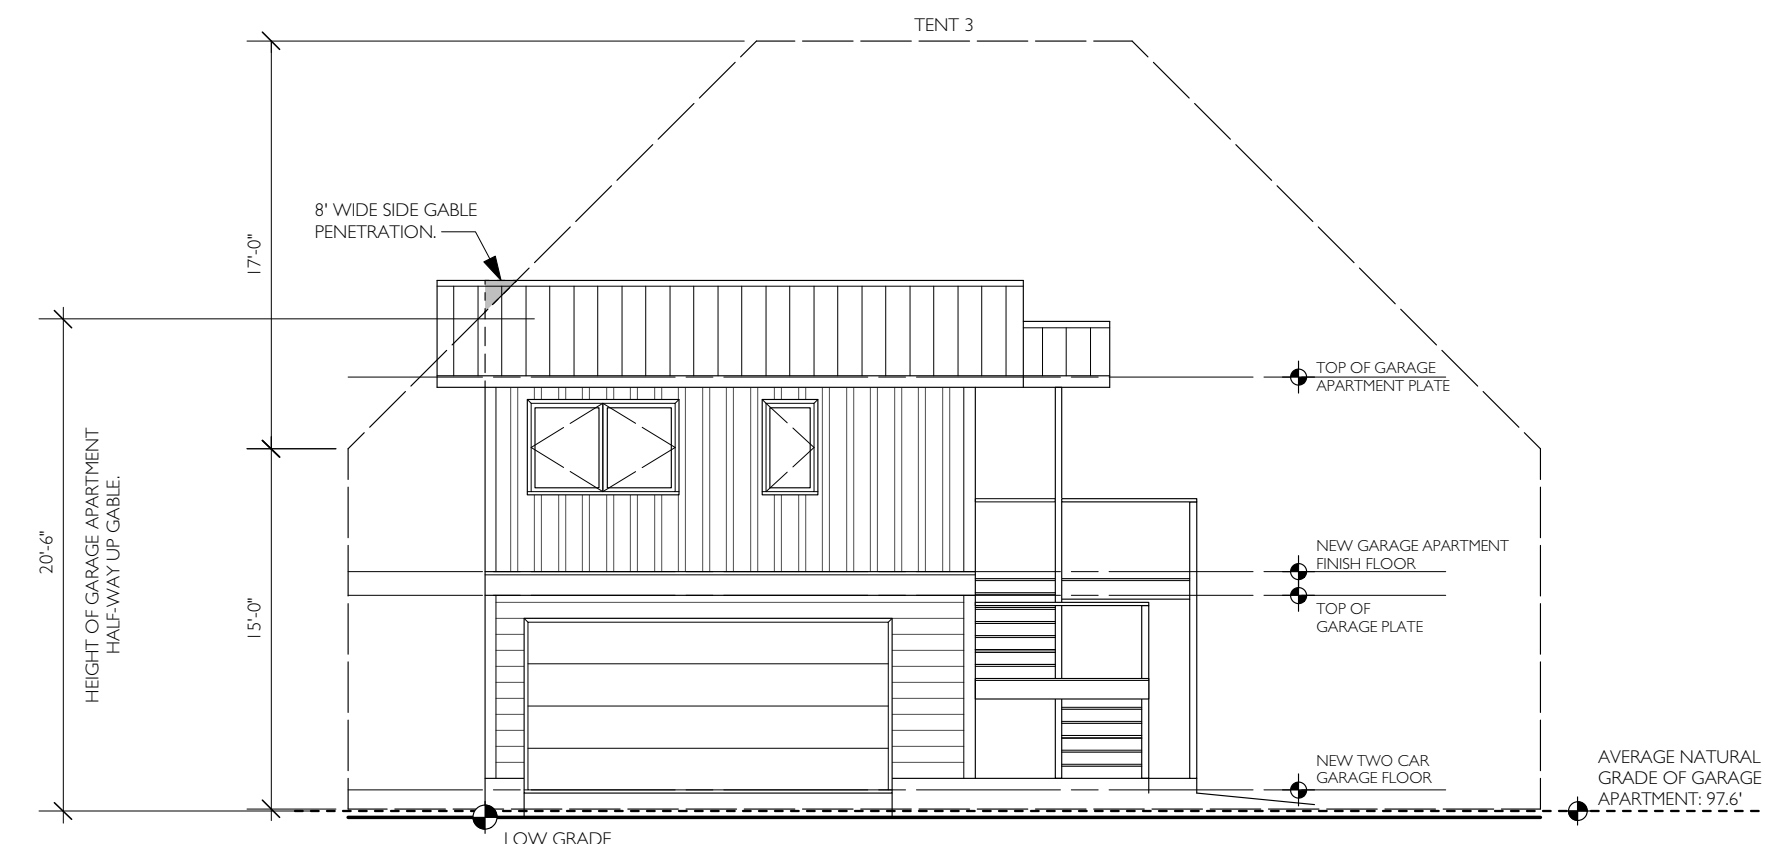 TENT 3
8' WIDE SIDE GABLE
PENETRATION.
17'-0"
TOP OF GARAGE
APARTMENT PLATE
HEIGHT OF GARAGE APARTMENT
HALF-WAY UP GABLE.
20'-6"
15'-0"
NEW GARAGE APARTMENT
FINISH FLOOR
TOP OF
GARAGE PLATE
NEW TWO CAR
GARAGE FLOOR
AVERAGE NATURAL
GRADE OF GARAGE
APARTMENT: 97.6'
LOW GRADE